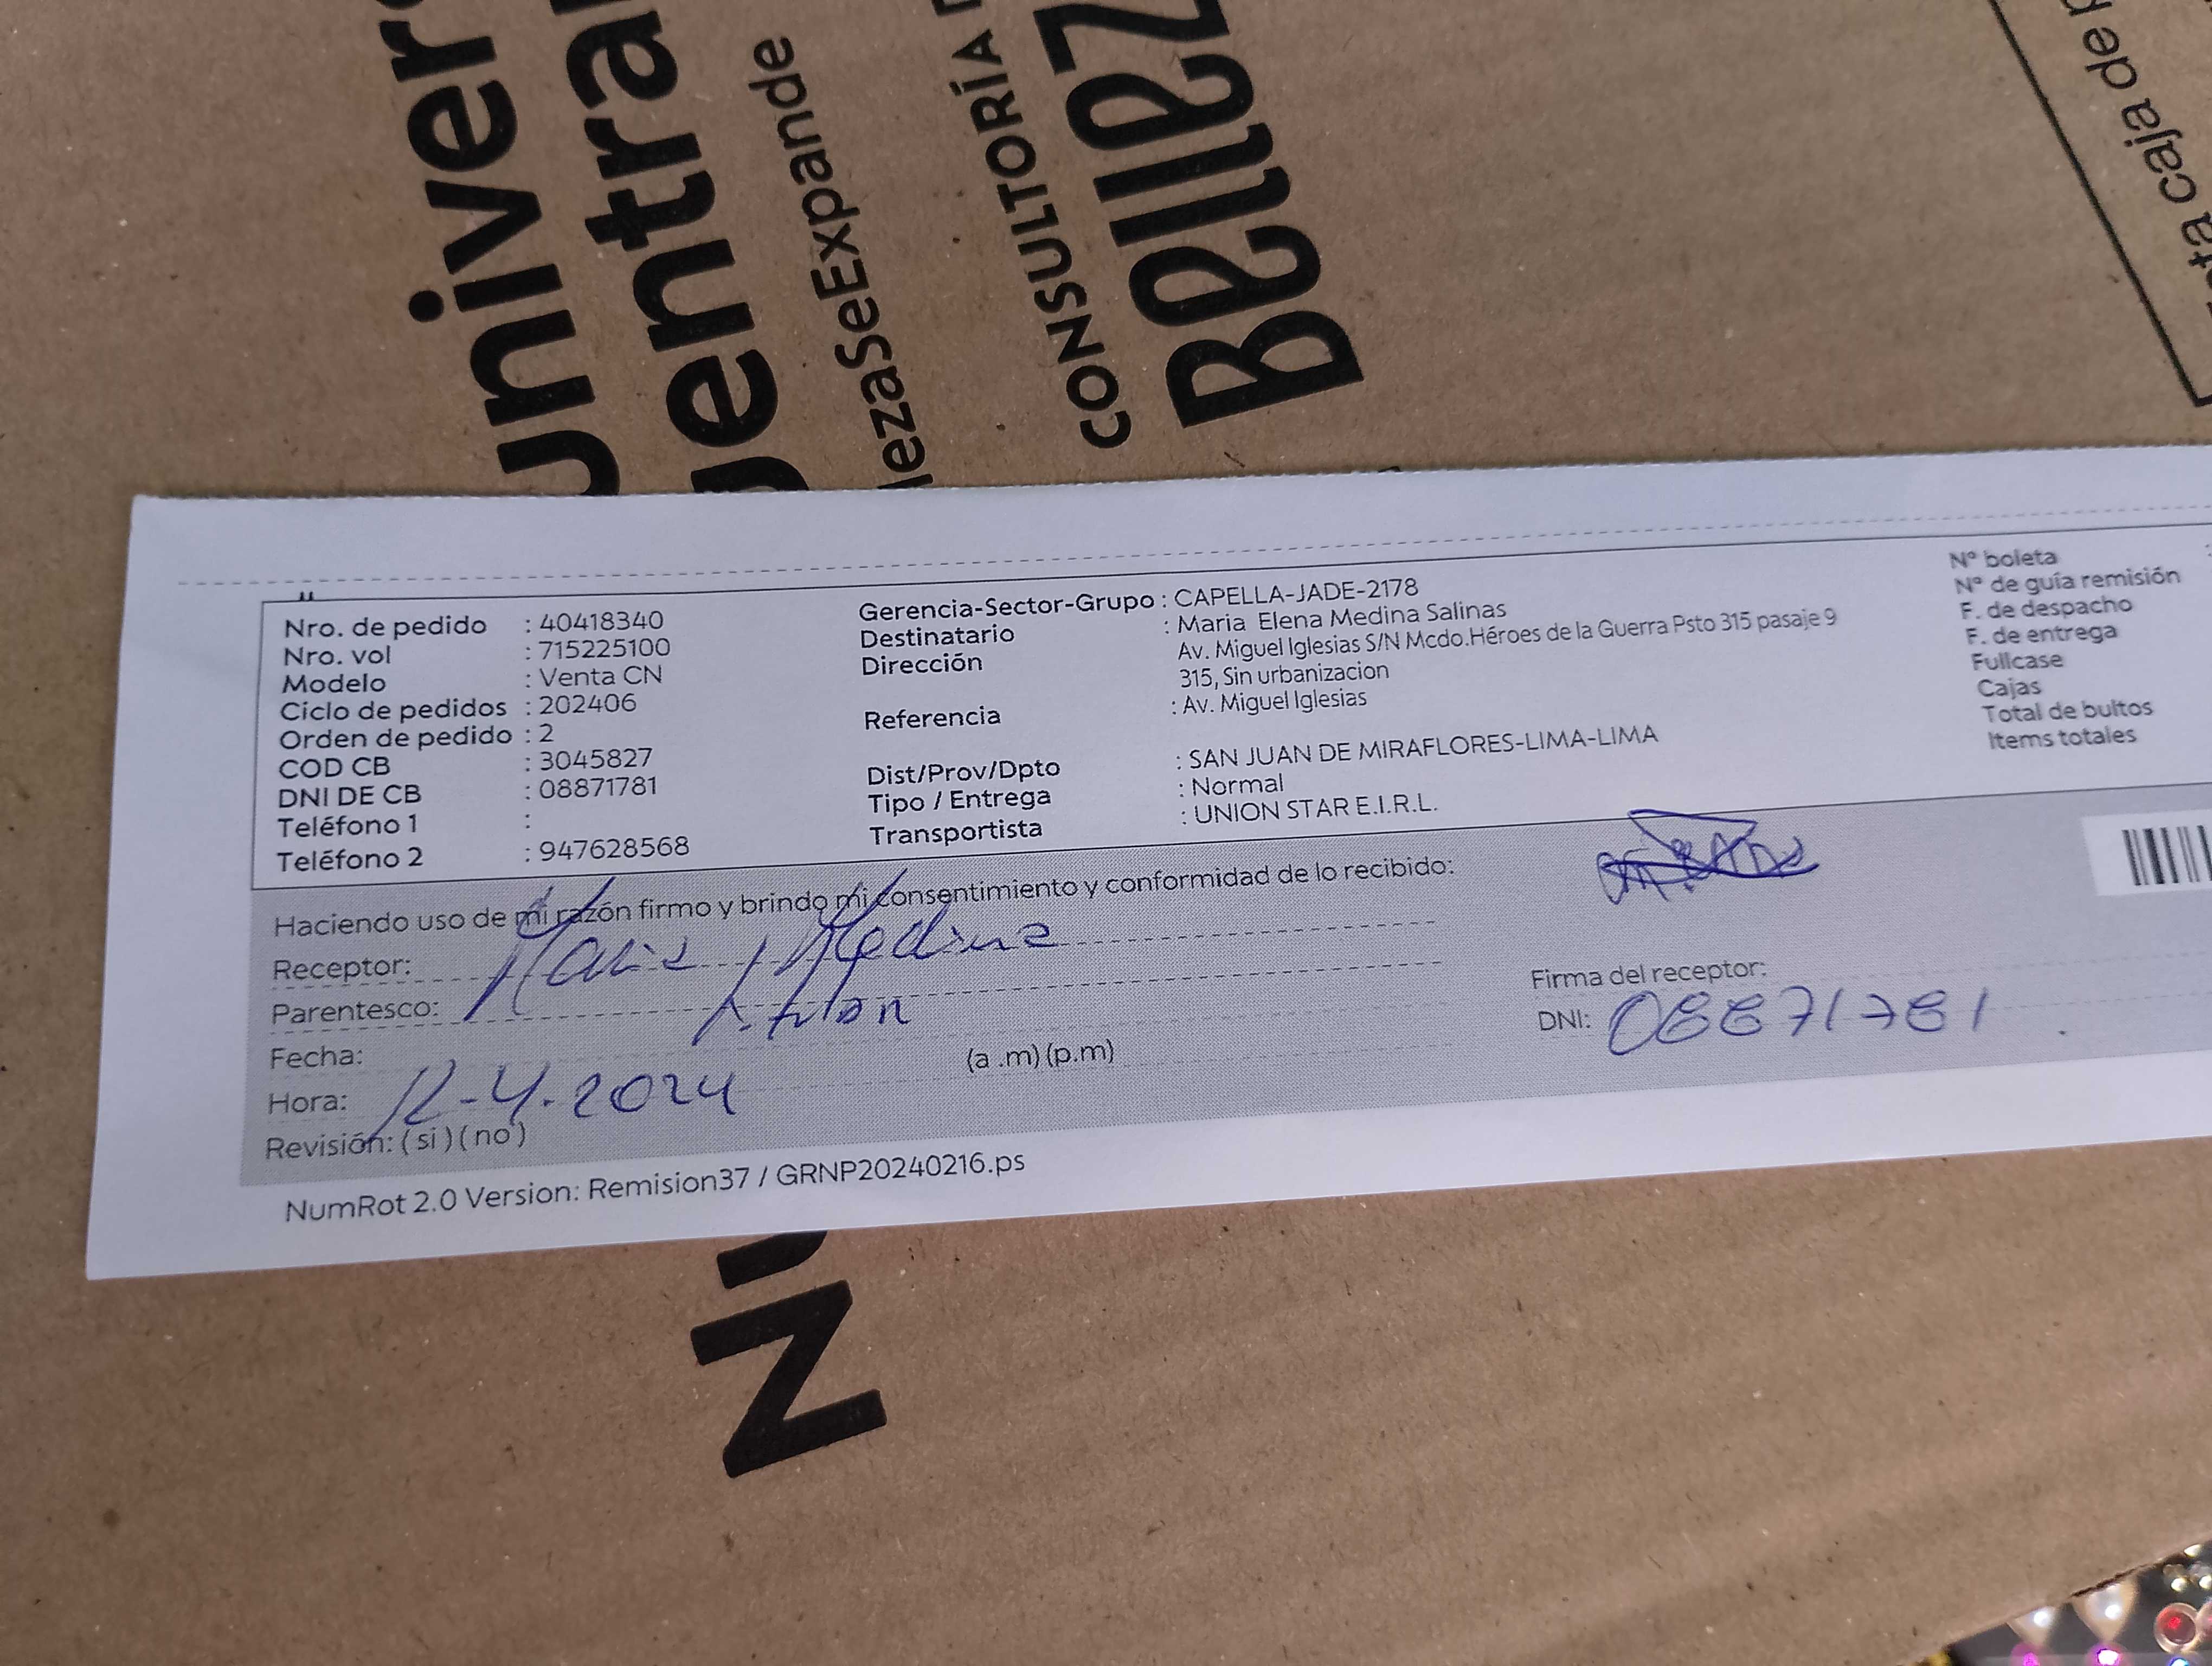 univer
entra
lezaSeExpande
CONSULTORÍA
Bellez
ta caja de p
Nro. de pedido : 40418340
Nro. vol : 715225100
Modelo : Venta CN
Ciclo de pedidos : 202406
Orden de pedido : 2
COD CB : 3045827
DNI DE CB : 08871781
Teléfono 1 :
Teléfono 2 : 947628568
Gerencia-Sector-Grupo : CAPELLA-JADE-2178
Destinatario : Maria Elena Medina Salinas
Dirección Av. Miguel Iglesias S/N Mcdo.Héroes de la Guerra Psto 315 pasaje 9
315, Sin urbanizacion
Referencia : Av. Miguel Iglesias
Dist/Prov/Dpto : SAN JUAN DE MIRAFLORES-LIMA-LIMA
Tipo / Entrega : Normal
Transportista : UNION STAR E.I.R.L.
N° boleta :
N° de guía remisión
F. de despacho
F. de entrega
Fullcase
Cajas
Total de bultos
Items totales
Haciendo uso de mi razón firmo y brindo mi consentimiento y conformidad de lo recibido:
Receptor: Maria Medina
Parentesco:
Fecha: (a .m) (p.m)
Hora: 12-4-2024
Revisión: ( si ) ( no )
Firma del receptor:
DNI: 08871781
NumRot 2.0 Version: Remision37 / GRNP20240216.ps
N